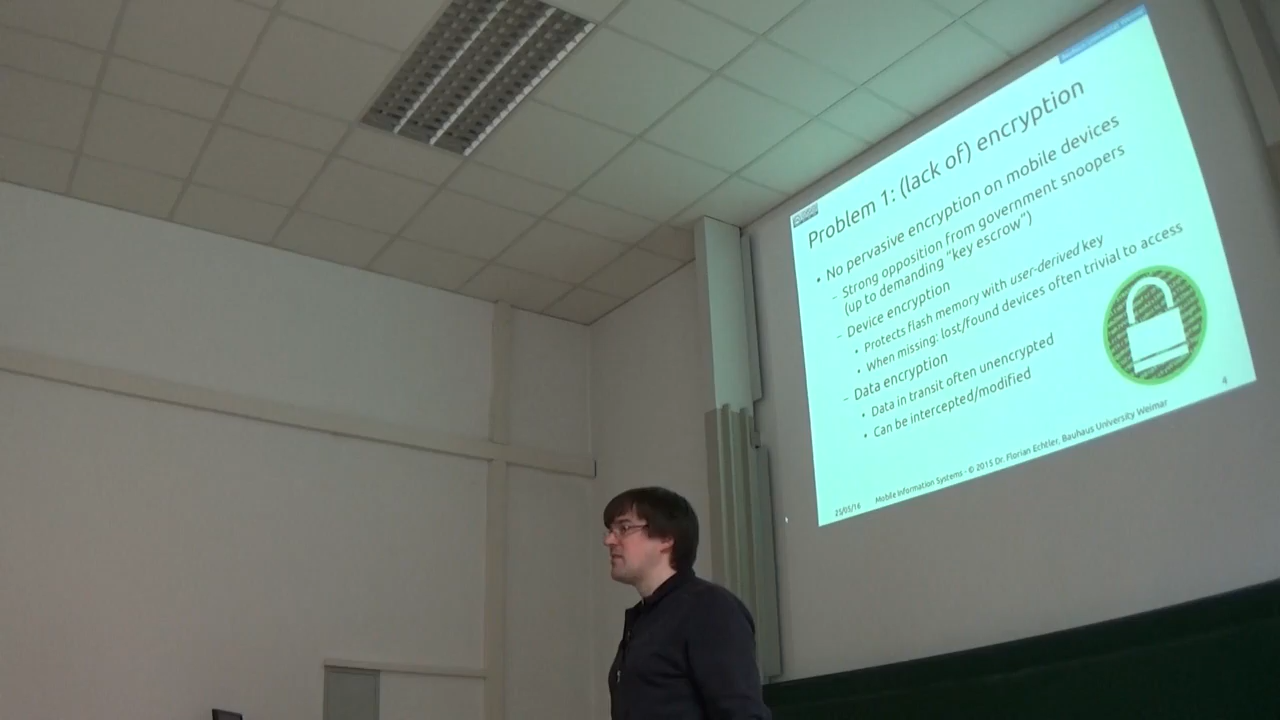 Problem 1: (lack of) encryption
• No pervasive encryption on mobile devices
– Strong opposition from government snoopers
(up to demanding "key escrow")
– Device encryption
• Protects flash memory with user-derived key
• When missing: lost/found devices often trivial to access
– Data encryption
• Data in transit often unencrypted
• Can be intercepted/modified
25/05/16
Mobile Information Systems - © 2015 Dr. Florian Echtler, Bauhaus University Weimar
4